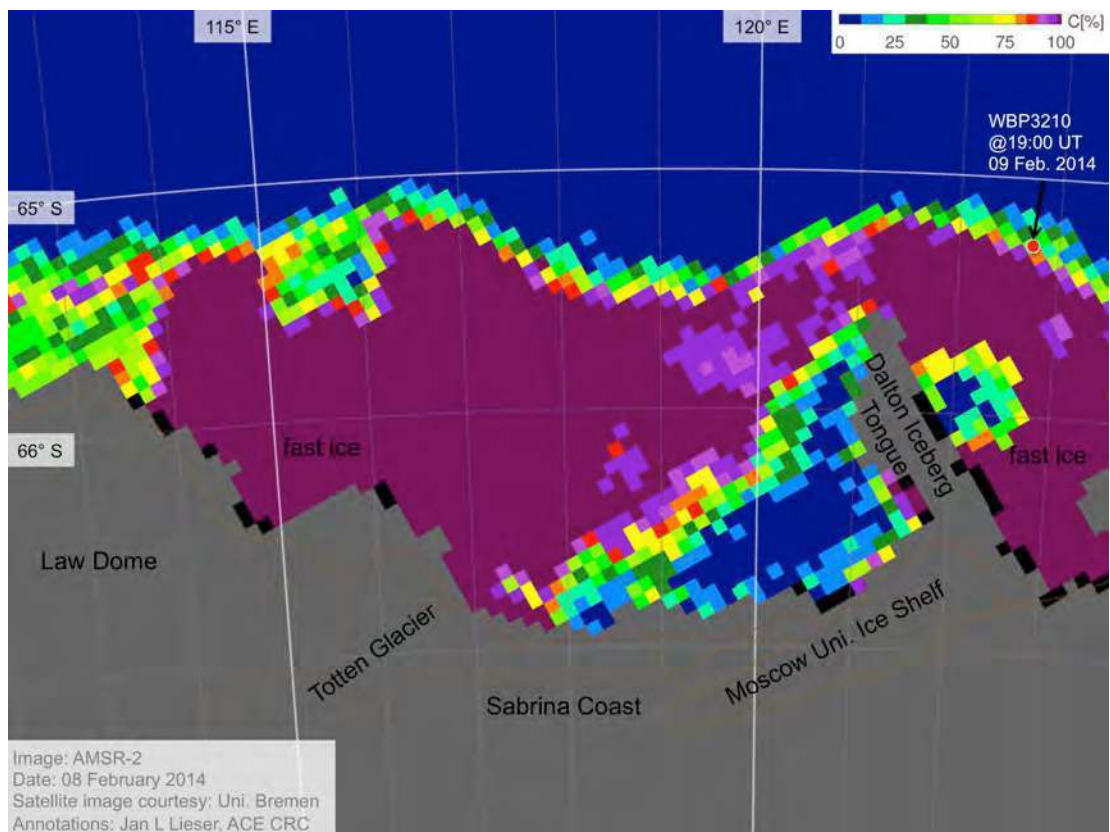 115° E
120° E
C[%]
0 25 50 75 100
WBP3210
@19:00 UT
09 Feb. 2014
65° S
66° S
fast ice
Dalton Iceberg
Tongue
fast ice
Law Dome
Totten Glacier
Moscow Uni. Ice Shelf
Sabrina Coast
Image: AMSR-2
Date: 08 February 2014
Satellite image courtesy: Uni. Bremen
Annotations: Jan L Lieser, ACE CRC